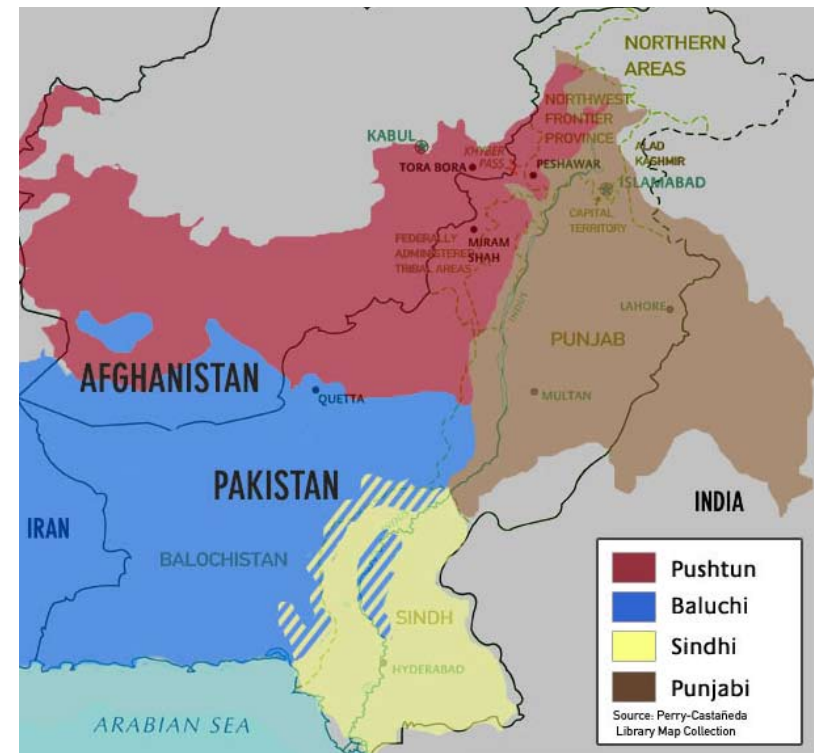 NORTHERN
AREAS
NORTHWEST
FRONTIER
PROVINCE
KABUL
KHYBER
PASS
TORA BORA
PESHAWAR
ALAD
KASHMIR
ISLAMABAD
CAPITAL
TERRITORY
FEDERALLY
ADMINISTERED
TRIBAL AREAS
MIRAM
SHAH
INDUS
LAHORE
PUNJAB
AFGHANISTAN
QUETTA
MULTAN
PAKISTAN
INDIA
IRAN
BALOCHISTAN
SINDH
HYDERABAD
ARABIAN SEA
Pushtun
Baluchi
Sindhi
Punjabi
Source: Perry-Castañeda
Library Map Collection